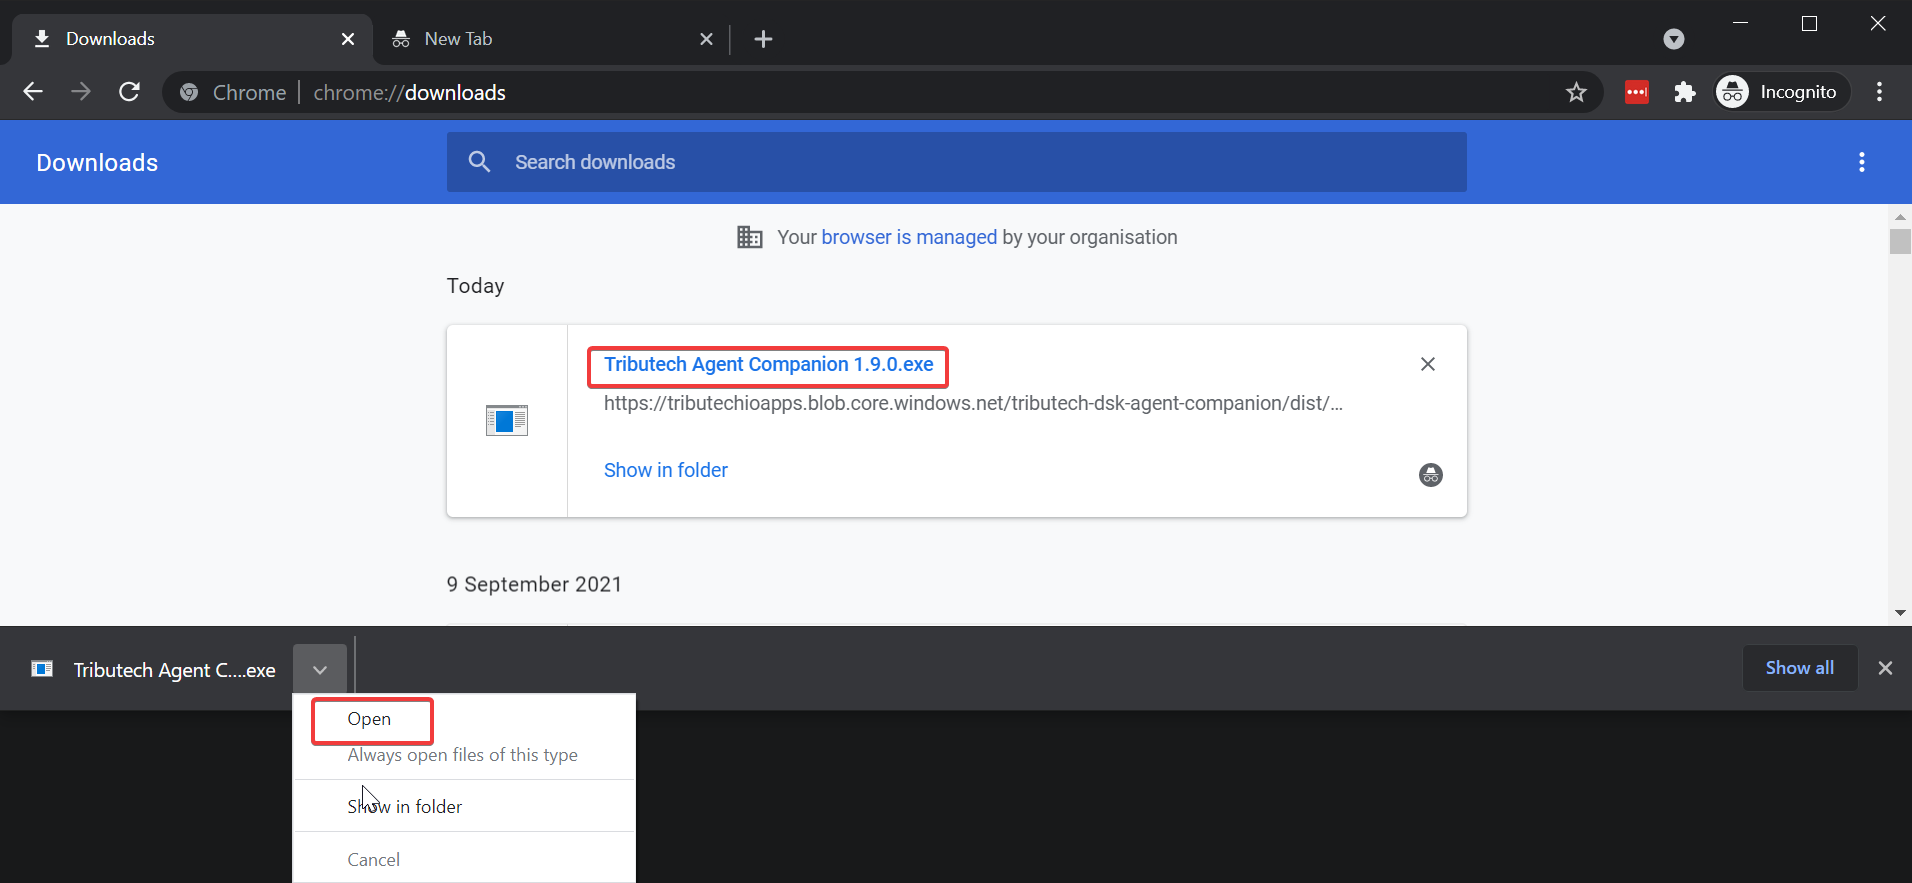 Downloads
New Tab
Chrome
chrome://downloads
Incognito
Downloads
Search downloads
Your browser is managed by your organisation
Today
Tributech Agent Companion 1.9.0.exe
https://tributechioapps.blob.core.windows.net/tributech-dsk-agent-companion/dist/...
Show in folder
9 September 2021
Tributech Agent C....exe
Show all
Open
Always open files of this type
Show in folder
Cancel